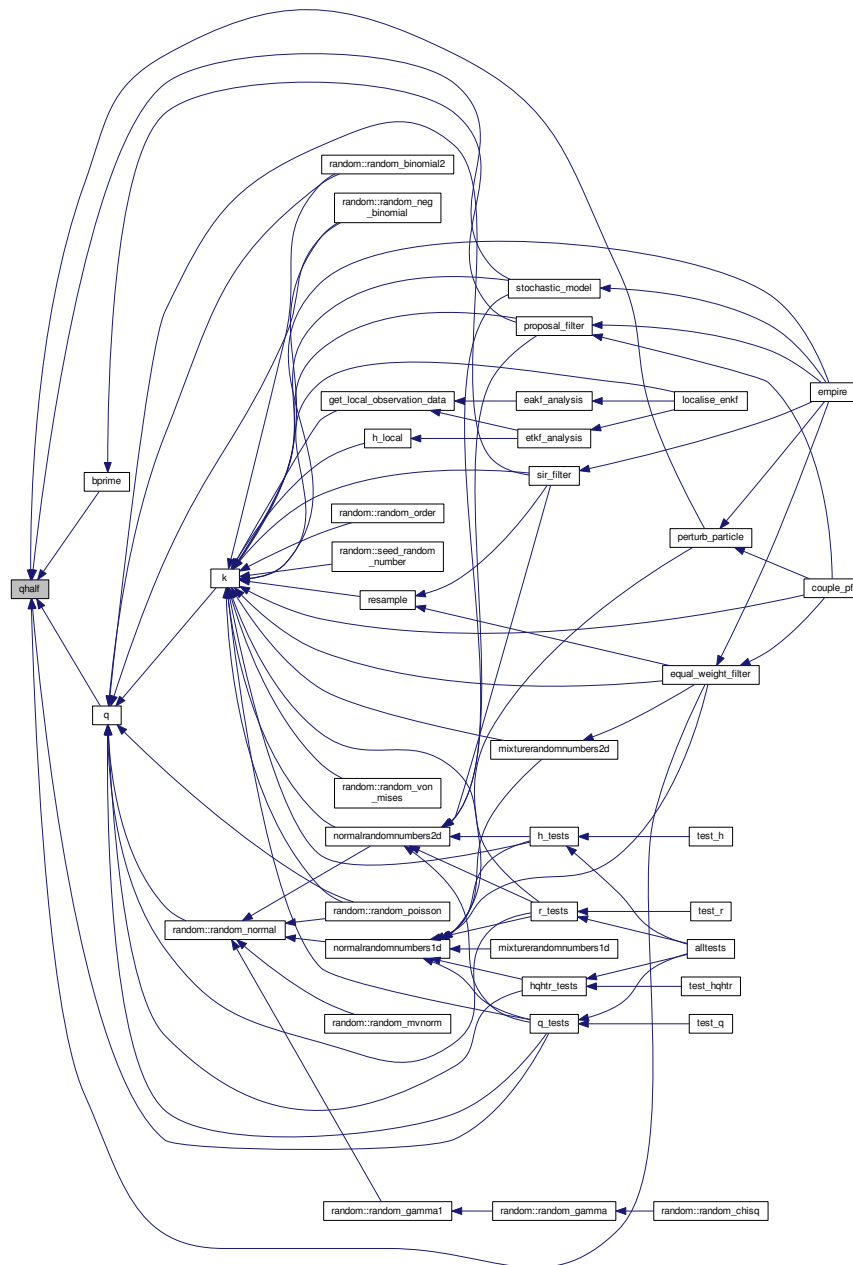 random::random_binomial2
random::random_neg
_binomial
stochastic_model
proposal_filter
empire
get_local_observation_data
eakf_analysis
localise_enkf
h_local
etkf_analysis
bprime
sir_filter
random::random_order
perturb_particle
random::seed_random
_number
qhalf
k
resample
couple_pf
equal_weight_filter
q
mixturerandomnumbers2d
random::random_von
_mises
normalrandomnumbers2d
h_tests
test_h
random::random_poisson
r_tests
test_r
random::random_normal
normalrandomnumbers1d
mixturerandomnumbers1d
alltests
hqhtr_tests
test_hqhtr
random::random_mvnorm
q_tests
test_q
random::random_gamma1
random::random_gamma
random::random_chisq